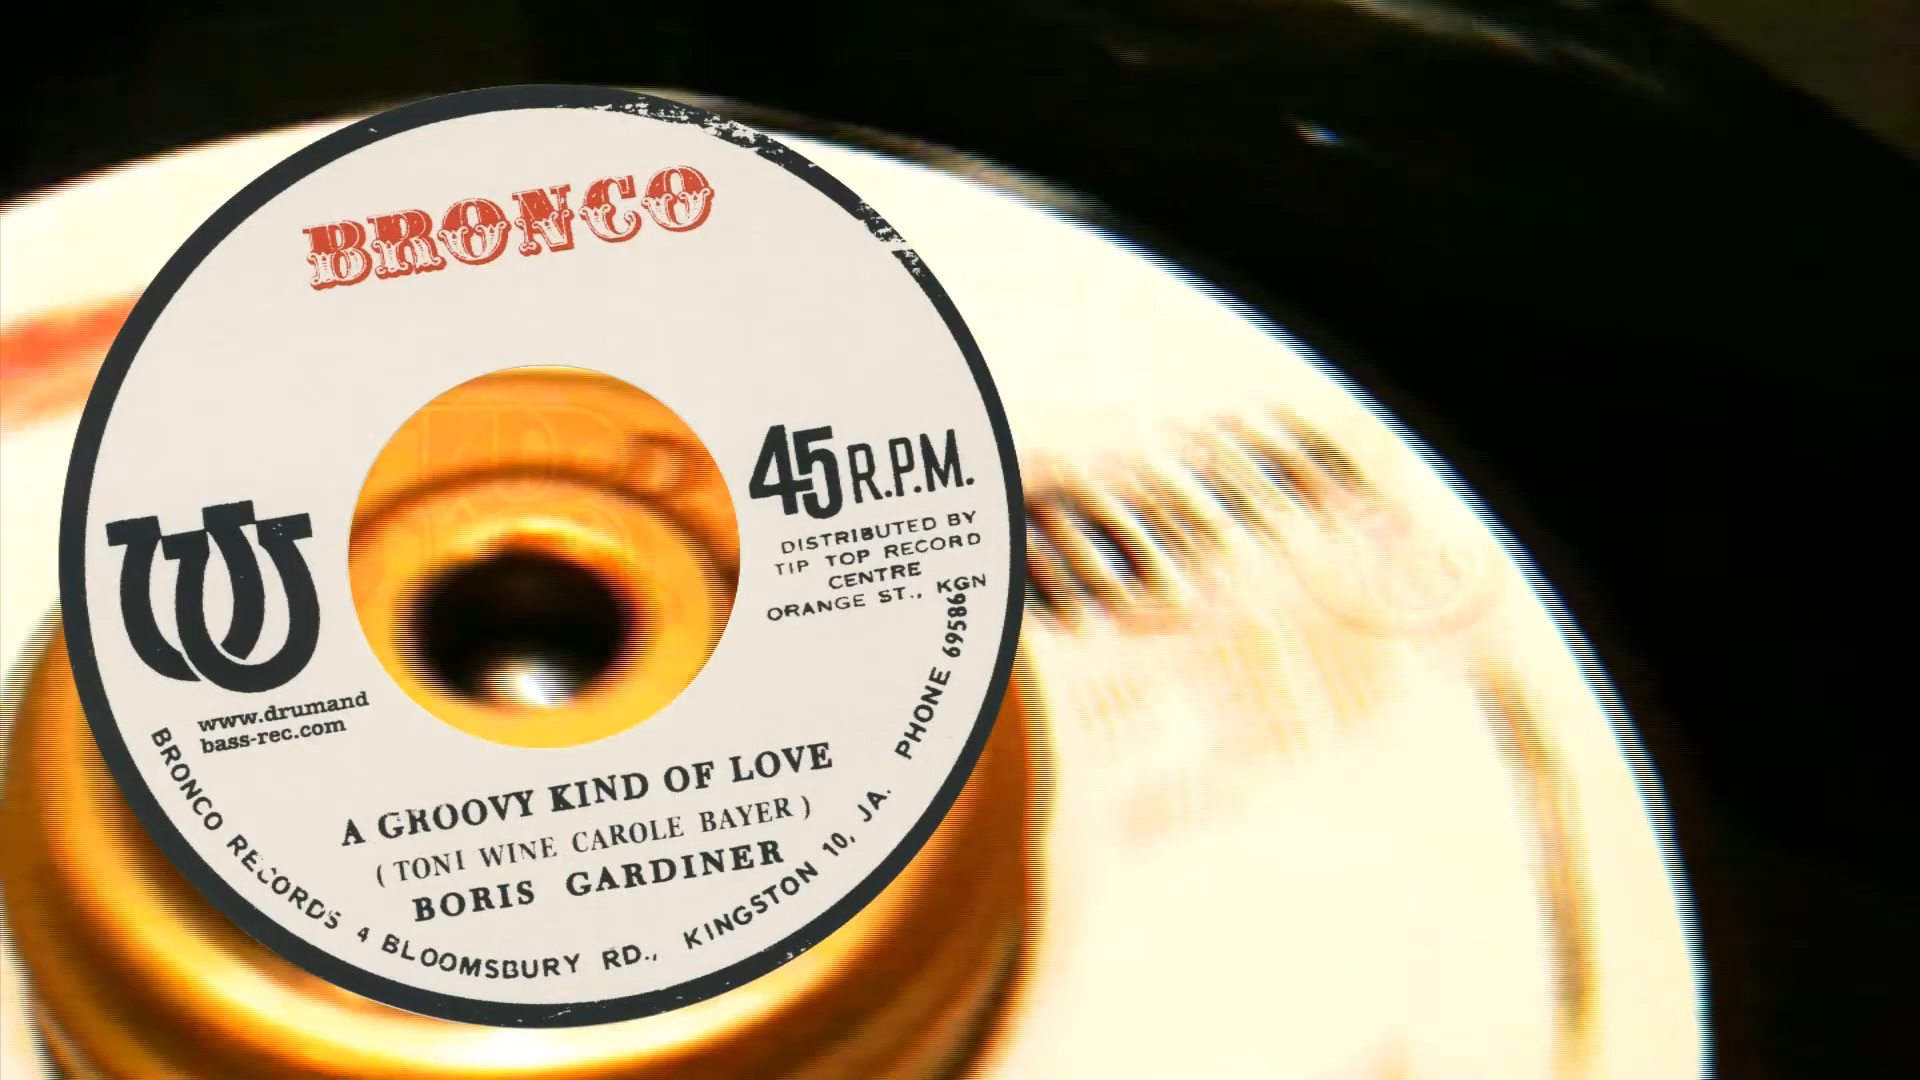 BRONCO
45 R.P.M.
DISTRIBUTED BY
TIP TOP RECORD
CENTRE
ORANGE ST., KGN
PHONE 69586
www.drumand
bass-rec.com
A GROOVY KIND OF LOVE
( TONI WINE CAROLE BAYER )
BORIS GARDINER
BRONCO RECORDS 4 BLOOMSBURY RD., KINGSTON 10, JA.